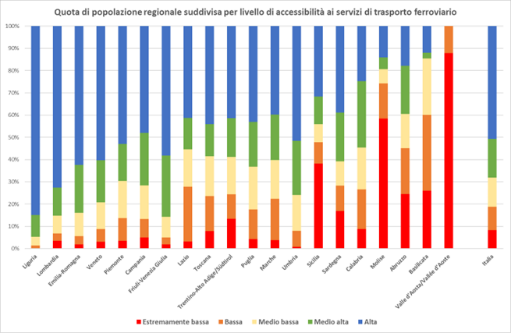 Quota di popolazione regionale suddivisa per livello di accessibilità ai servizi di trasporto ferroviario
100%
90%
80%
70%
60%
50%
40%
30%
20%
10%
0%
Liguria
Lombardia
Emilia-Romagna
Veneto
Piemonte
Campania
Friuli-Venezia Giulia
Lazio
Toscana
Trentino-Alto Adige/Südtirol
Puglia
Marche
Umbria
Sicilia
Sardegna
Calabria
Molise
Abruzzo
Basilicata
Valle d'Aosta/Vallée d'Aoste
Italia
Estremamente bassa
Bassa
Medio bassa
Medio alta
Alta